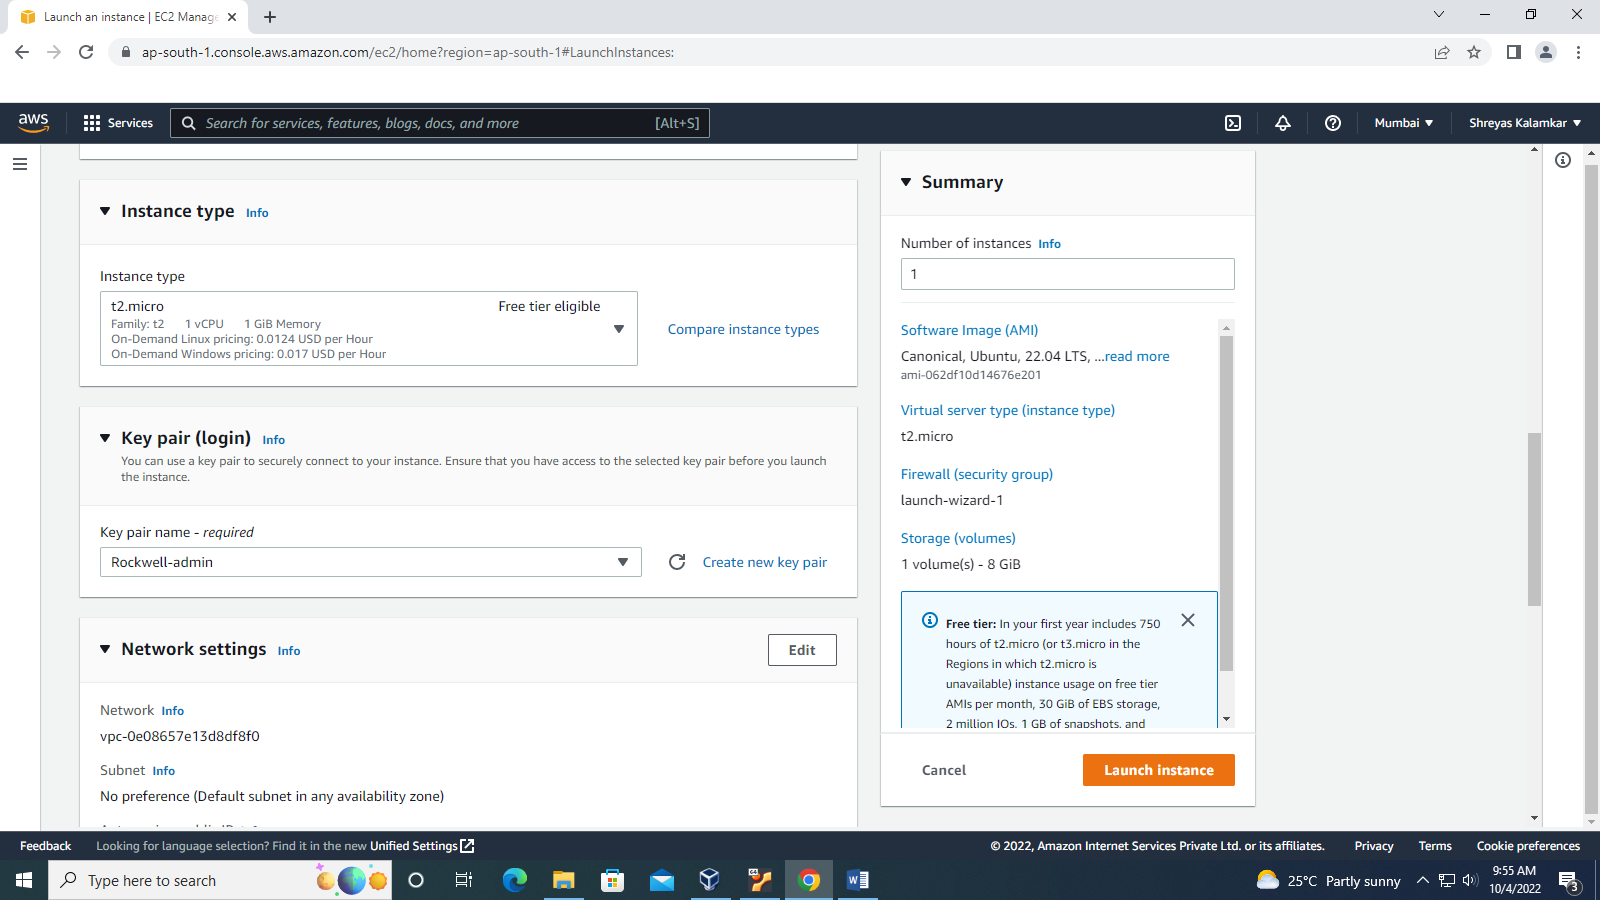 Launch an instance | EC2 Manage
ap-south-1.console.aws.amazon.com/ec2/home?region=ap-south-1#LaunchInstances:
aws
Services
Search for services, features, blogs, docs, and more
[Alt+S]
Mumbai
Shreyas Kalamkar
Instance type Info
Instance type
t2.micro
Free tier eligible
Family: t2 1 vCPU 1 GiB Memory
On-Demand Linux pricing: 0.0124 USD per Hour
On-Demand Windows pricing: 0.017 USD per Hour
Compare instance types
Key pair (login) Info
You can use a key pair to securely connect to your instance. Ensure that you have access to the selected key pair before you launch
the instance.
Key pair name - required
Rockwell-admin
Create new key pair
Network settings Info
Edit
Network Info
vpc-0e08657e13d8df8f0
Subnet Info
No preference (Default subnet in any availability zone)
Summary
Number of instances Info
1
Software Image (AMI)
Canonical, Ubuntu, 22.04 LTS, ...read more
ami-062df10d14676e201
Virtual server type (instance type)
t2.micro
Firewall (security group)
launch-wizard-1
Storage (volumes)
1 volume(s) - 8 GiB
Free tier: In your first year includes 750
hours of t2.micro (or t3.micro in the
Regions in which t2.micro is
unavailable) instance usage on free tier
AMIs per month, 30 GiB of EBS storage,
2 million IOs, 1 GB of snapshots, and
Cancel
Launch instance
Feedback
Looking for language selection? Find it in the new Unified Settings
© 2022, Amazon Internet Services Private Ltd. or its affiliates.
Privacy
Terms
Cookie preferences
Type here to search
25°C Partly sunny
9:55 AM
10/4/2022
3